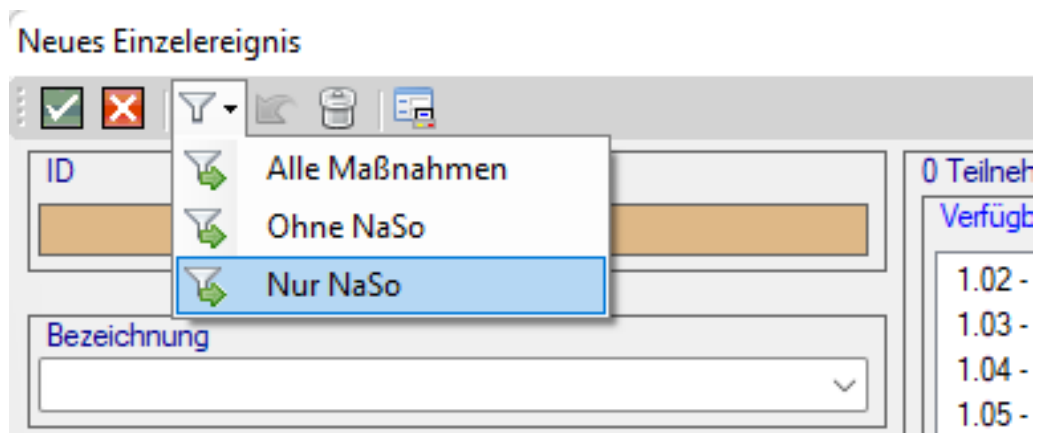 Neues Einzelereignis
ID
Alle Maßnahmen
Ohne NaSo
Nur NaSo
Bezeichnung
0 Teilneh
Verfügb
1.02 -
1.03 -
1.04 -
1.05 -